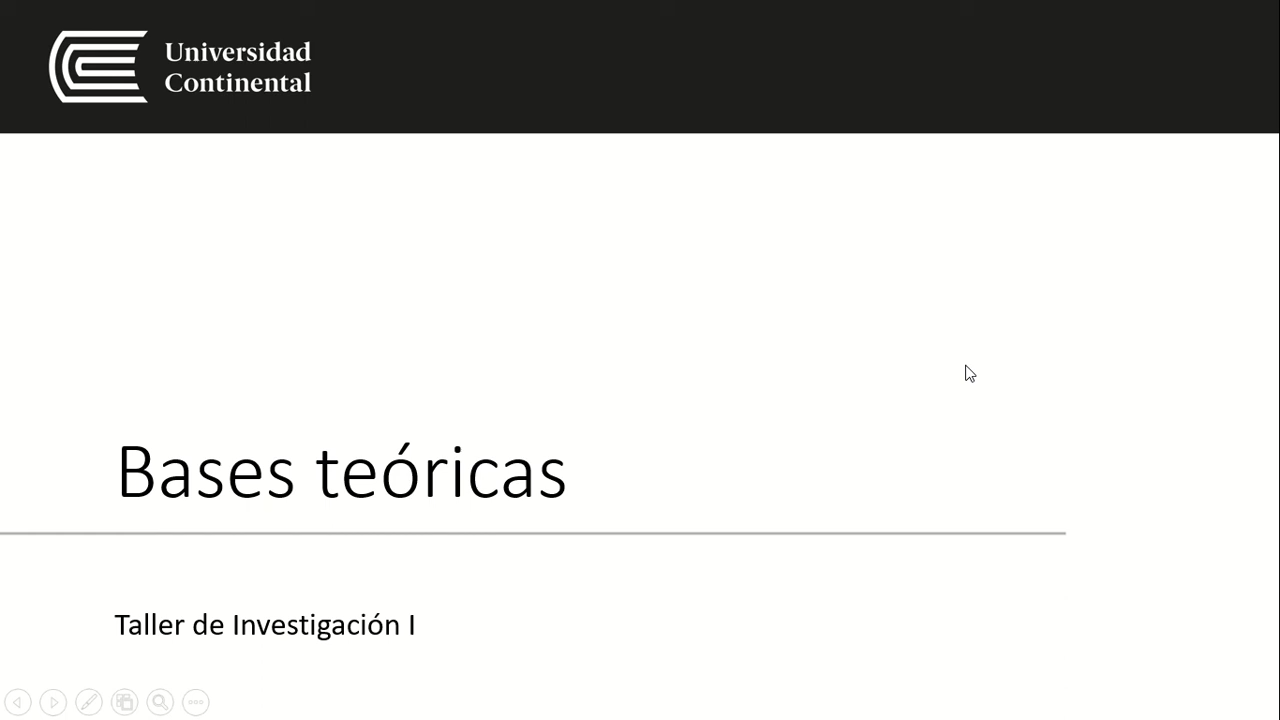 Universidad
Continental
Bases teóricas
Taller de Investigación I